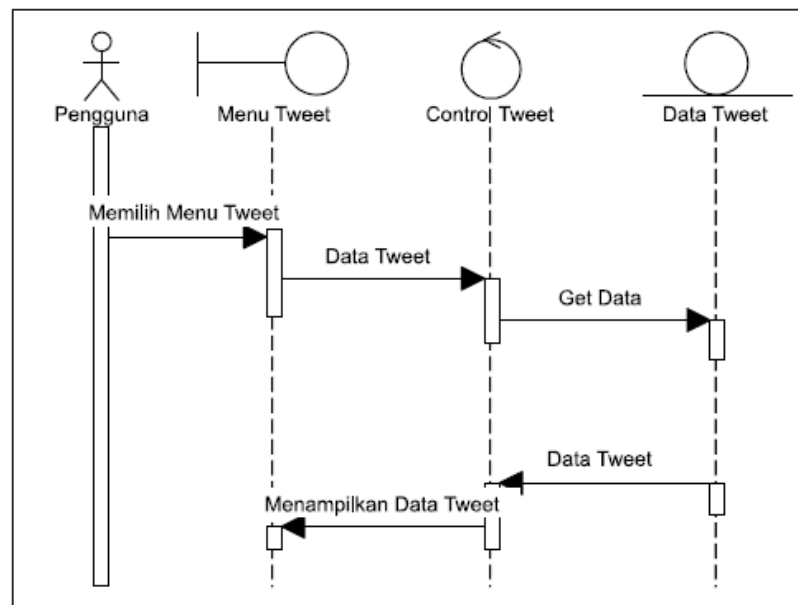 Pengguna
Menu Tweet
Control Tweet
Data Tweet
Memilih Menu Tweet
Data Tweet
Get Data
Data Tweet
Menampilkan Data Tweet